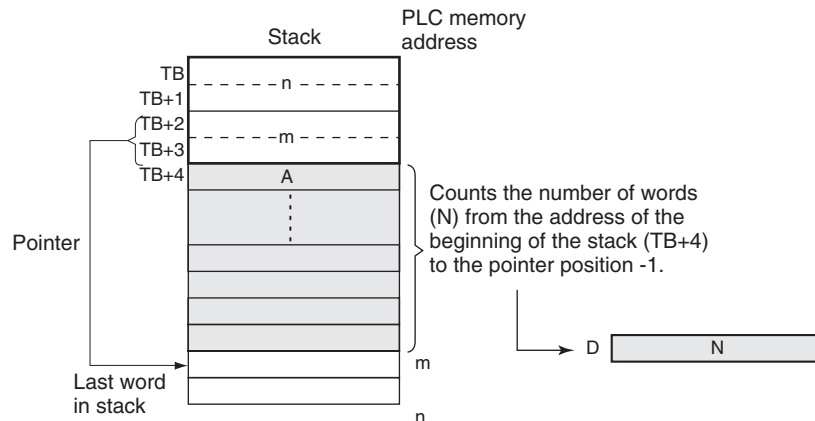 PLC memory
address
Stack
TB
n
TB+1
TB+2
m
TB+3
TB+4
A
Counts the number of words
(N) from the address of the
beginning of the stack (TB+4)
to the pointer position -1.
Pointer
D
N
m
Last word
in stack
n